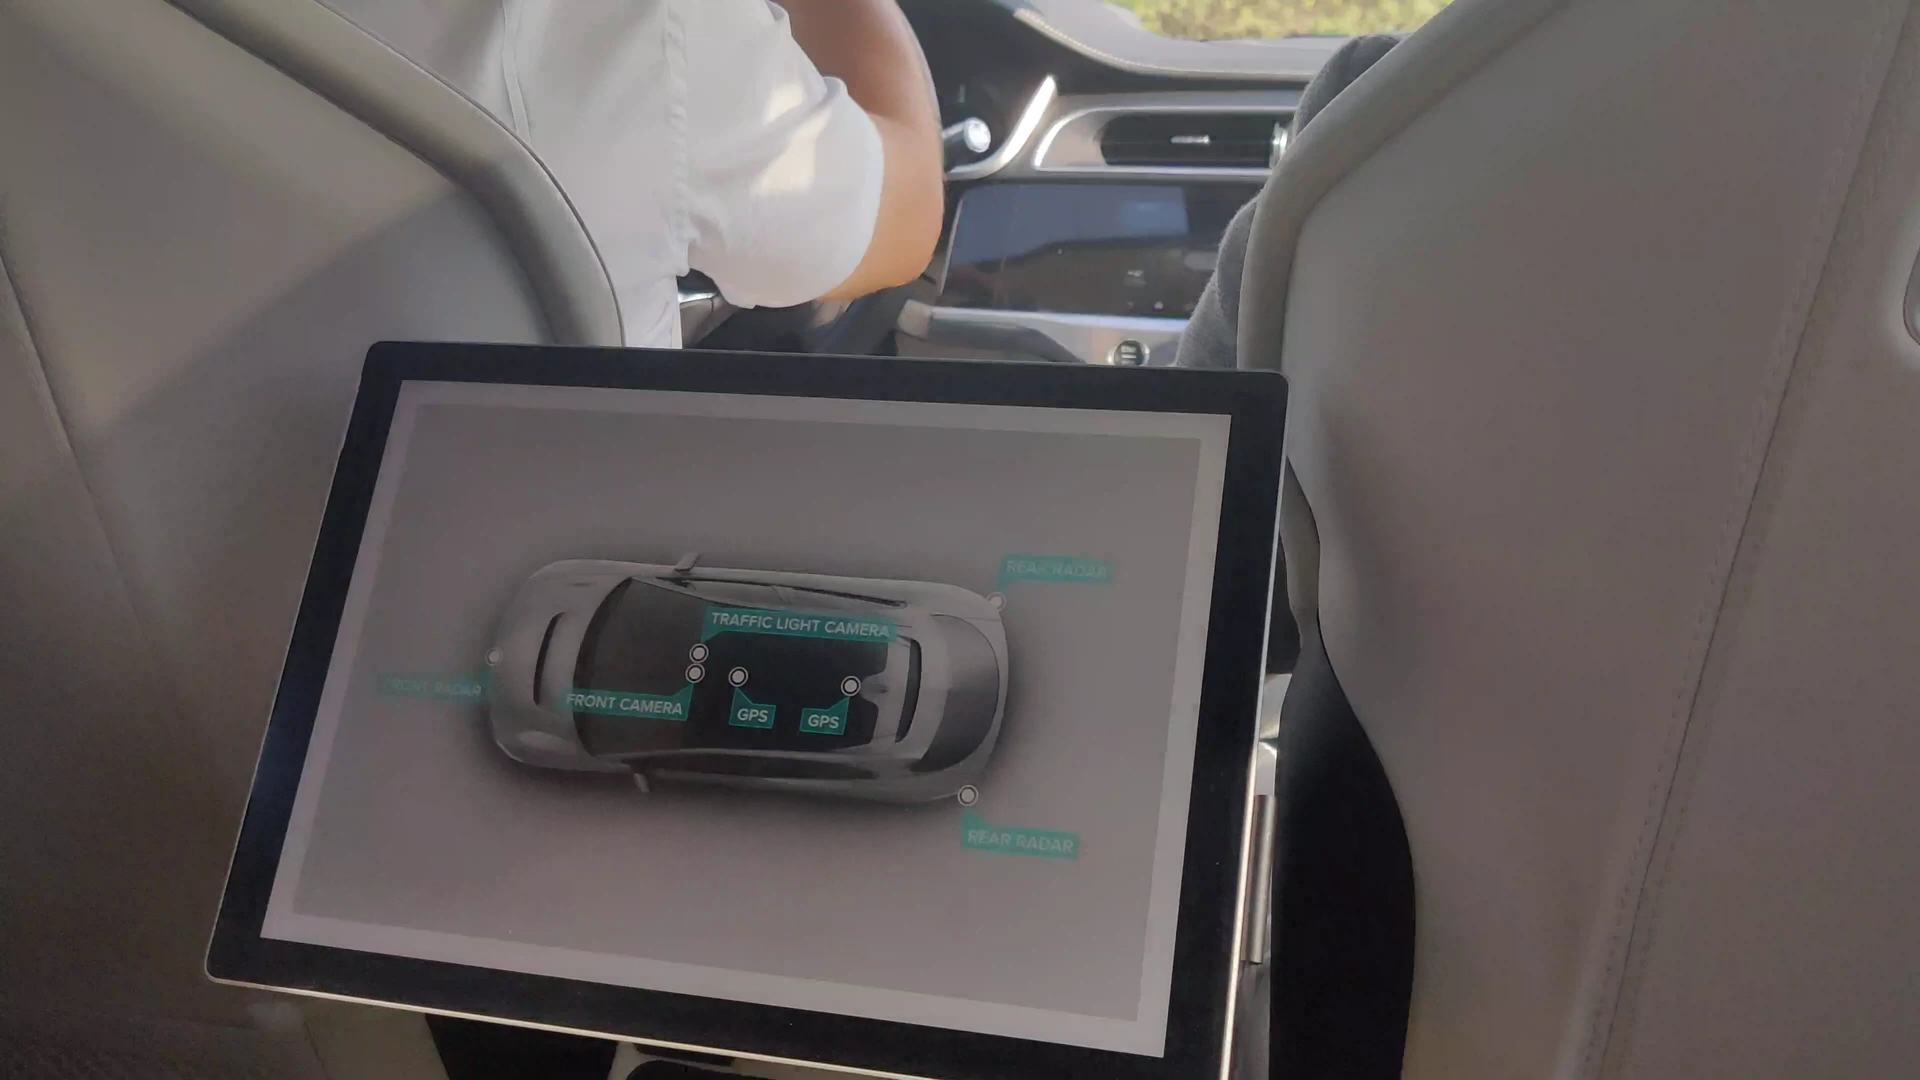 REAR RADAR
TRAFFIC LIGHT CAMERA
FRONT RADAR
FRONT CAMERA
GPS
GPS
REAR RADAR